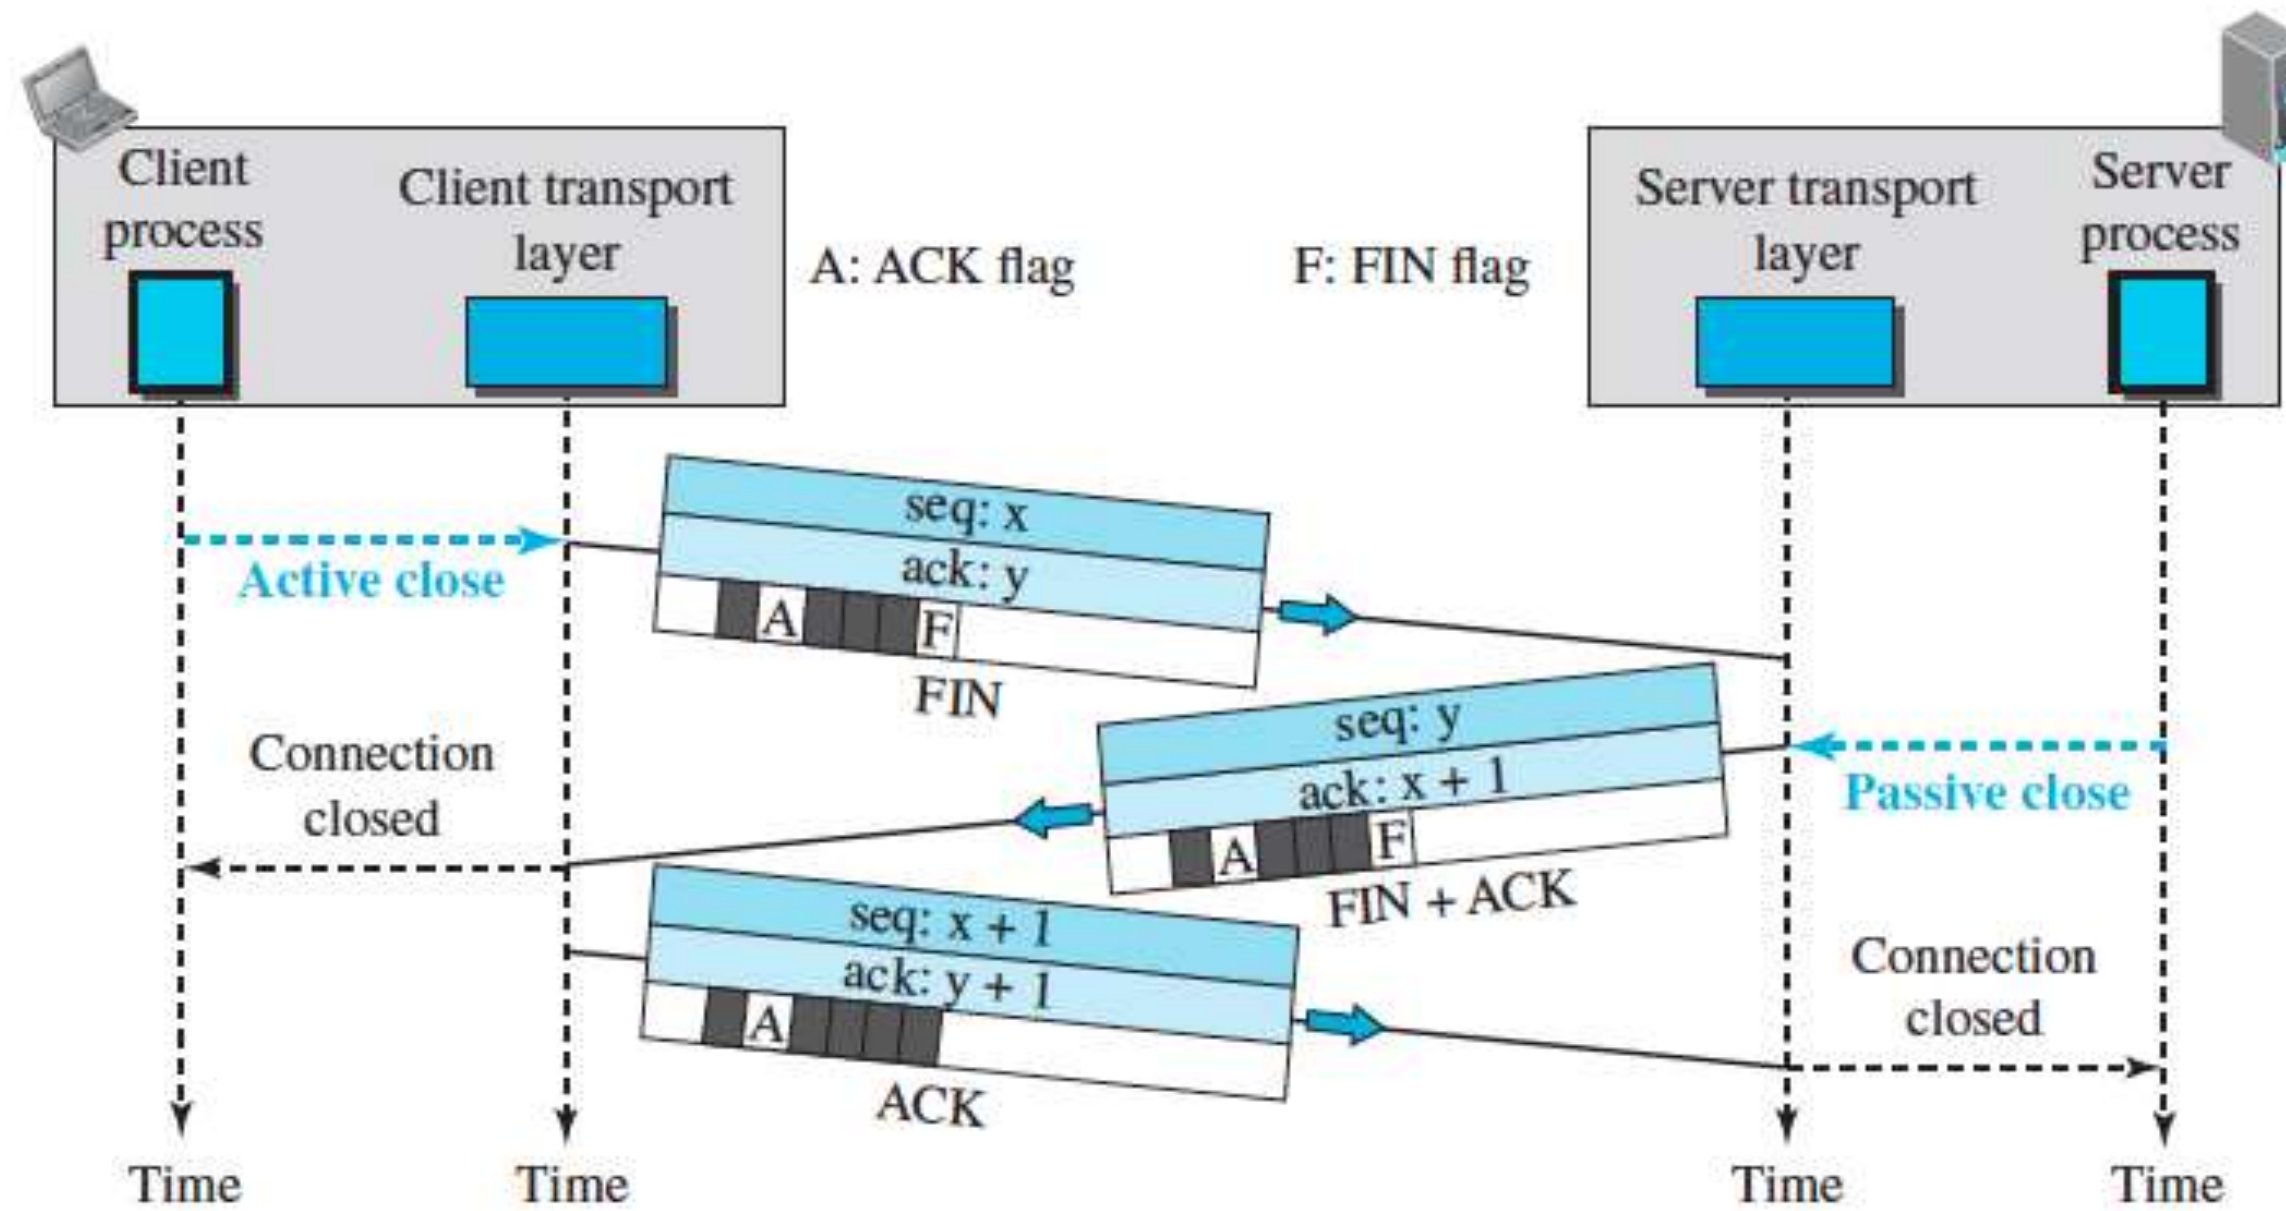 Client
process
Client transport
layer
A: ACK flag
F: FIN flag
Server transport
layer
Server
process
seq: x
ack: y
A
F
FIN
Active close
seq: y
ack: x + 1
A
F
FIN + ACK
Passive close
Connection
closed
seq: x + 1
ack: y + 1
A
ACK
Connection
closed
Time
Time
Time
Time